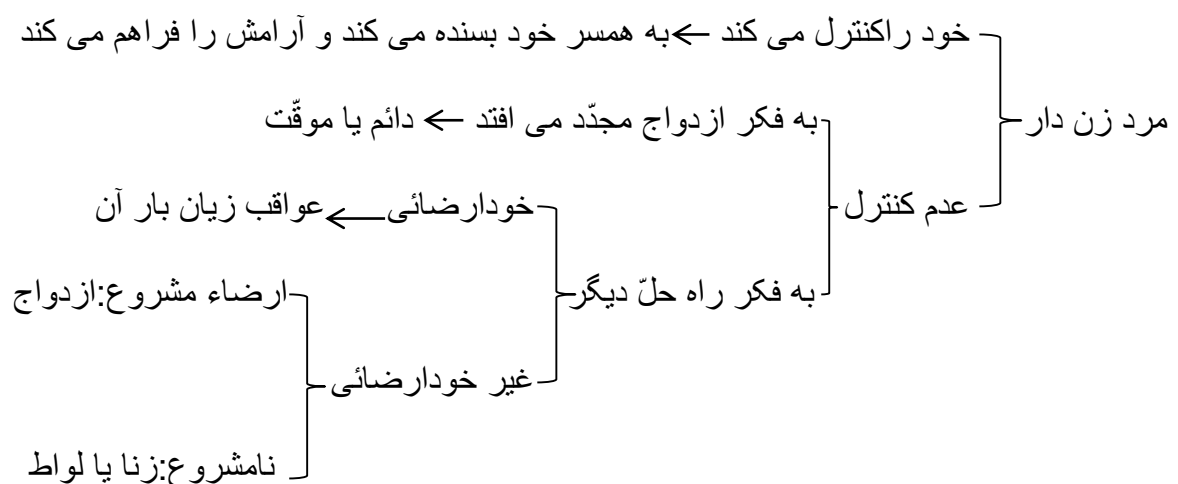 خود راکنترل می کند ←به همسر خود بسنده می کند و آرامش را فراهم می کند
مرد زن دار
به فکر ازدواج مجدّد می افتد ← دائم یا موقّت
عدم کنترل
خودارضائی ←عواقب زیان بار آن
به فکر راه حلّ دیگر
ارضاء مشروع:ازدواج
غیر خودارضائی
نامشروع:زنا یا لواط